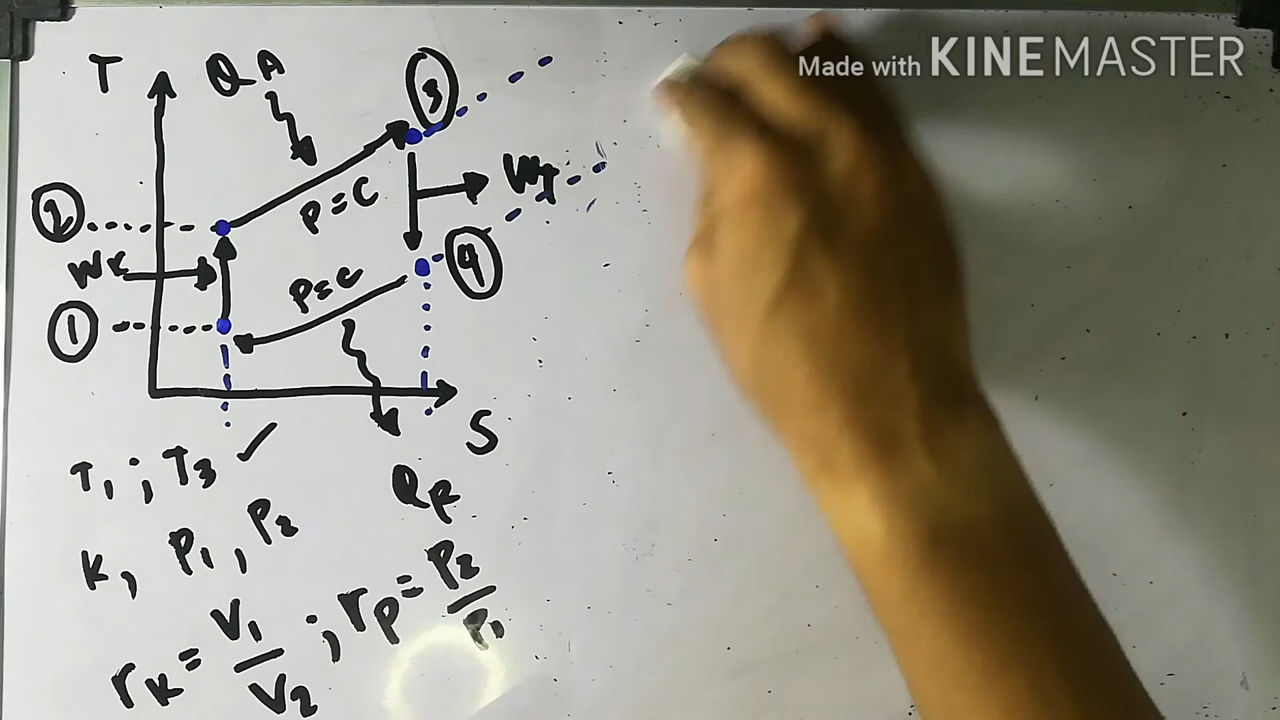 Made with KINEMASTER
T
QA
3
2
P=C
WT
WK
P=C
4
1
S
T1 ; T3 ✓
QR
K, P1, P2
rK = V1/V2 ; rP = P2/P1